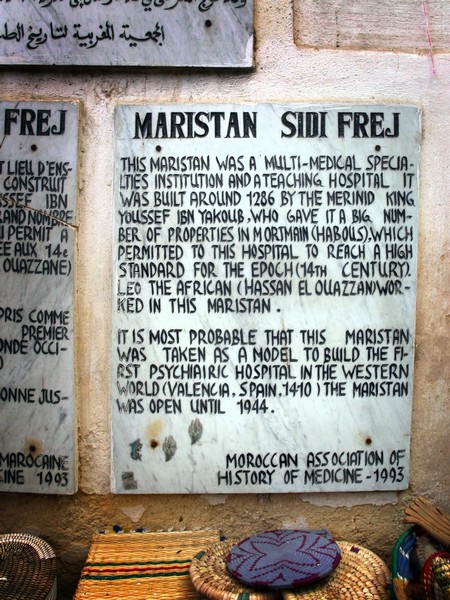 الجمعية المغربية لتاريخ الطب
FREJ
LIEU D'ENS-
CONSTRUIT
SSEF IBN
RAND NOMBRE
U PERMIT A
EE AUX 14e
OUAZZANE)
PRIS COMME
PREMIER
ONDE OCCI-
ONNE JUS-
MAROCAINE
INE 1993
MARISTAN SIDI FREJ
THIS MARISTAN WAS A MULTI-MEDICAL SPECIA-
LTIES INSTITUTION AND A TEACHING HOSPITAL IT
WAS BUILT AROUND 1286 BY THE MERINID KING
YOUSSEF IBN YAKOUB, WHO GAVE IT A BIG NUM-
BER OF PROPERTIES IN MORTMAIN (HABOUS), WHICH
PERMITTED TO THIS HOSPITAL TO REACH A HIGH
STANDARD FOR THE EPOCH (14TH CENTURY).
LEO THE AFRICAN (HASSAN EL OUAZZAN) WOR-
KED IN THIS MARISTAN.
IT IS MOST PROBABLE THAT THIS MARISTAN
WAS TAKEN AS A MODEL TO BUILD THE FI-
RST PSYCHIAIRIC HOSPITAL IN THE WESTERN
WORLD (VALENCIA, SPAIN, 1410) THE MARISTAN
WAS OPEN UNTIL 1944.
MOROCCAN ASSOCIATION OF
HISTORY OF MEDICINE - 1993